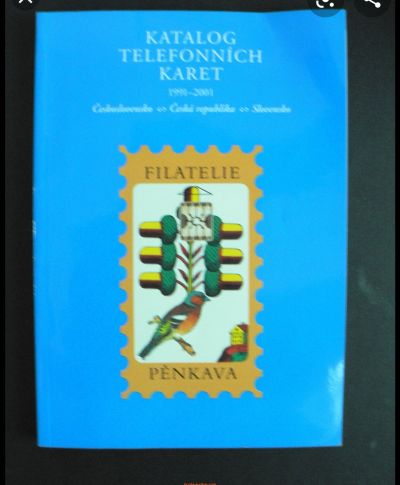 KATALOG
TELEFONNÍCH
KARET
1991–2001
Československo ↔ Česká republika ↔ Slovensko
FILATELIE
PĚNKAVA